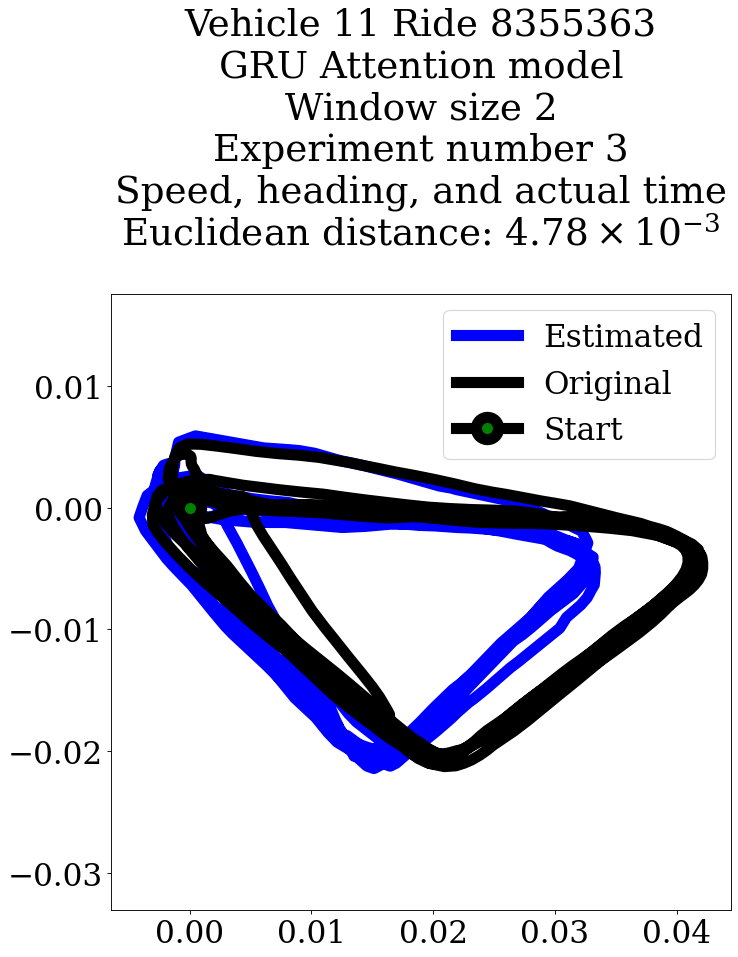 Vehicle 11 Ride 8355363
GRU Attention model
Window size 2
Experiment number 3
Speed, heading, and actual time
Euclidean distance: 4.78 × 10⁻³
Estimated
Original
Start
0.01
0.00
−0.01
−0.02
−0.03
0.00 0.01 0.02 0.03 0.04